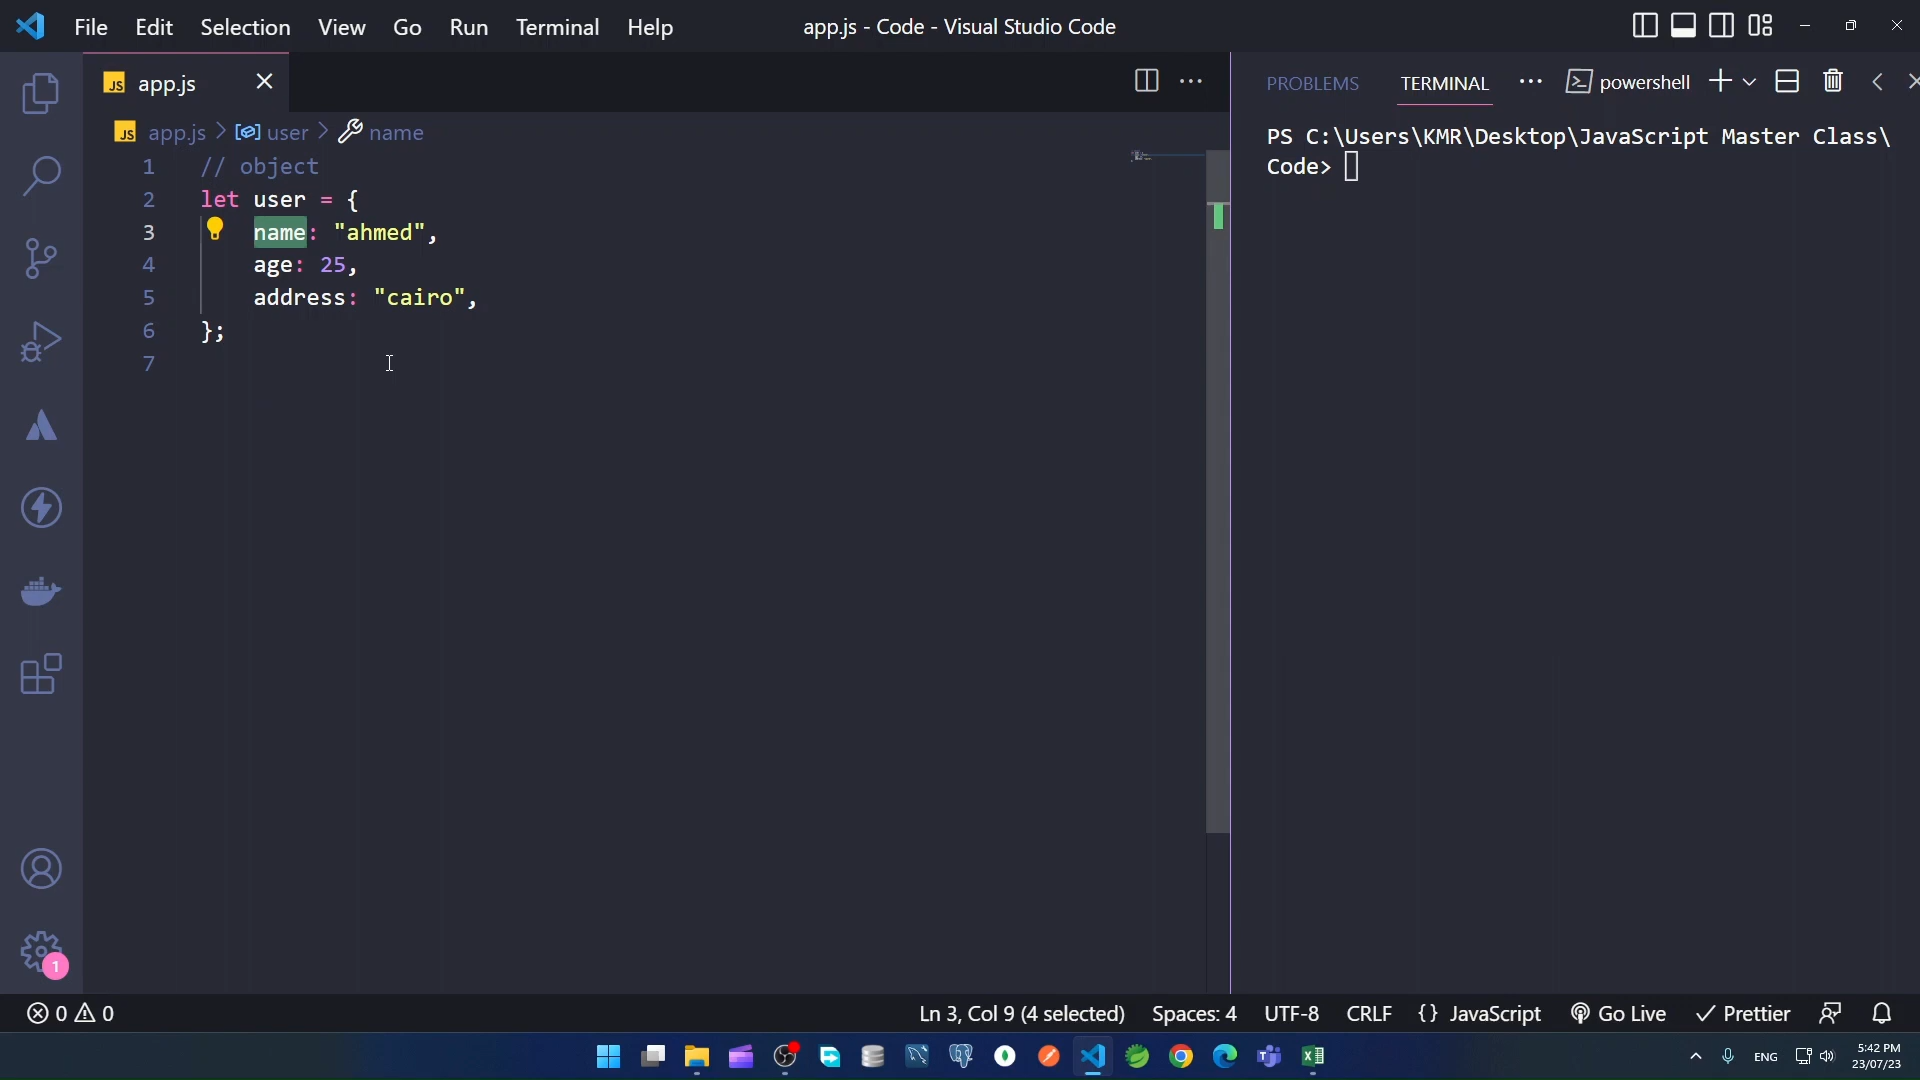 File Edit Selection View Go Run Terminal Help app.js - Code - Visual Studio Code
JS app.js
PROBLEMS TERMINAL powershell
JS app.js > user > name
1 // object
2 let user = {
3 name: "ahmed",
4 age: 25,
5 address: "cairo",
6 };
7
PS C:\Users\KMR\Desktop\JavaScript Master Class\
Code>
1
0 0 Ln 3, Col 9 (4 selected) Spaces: 4 UTF-8 CRLF {} JavaScript Go Live Prettier
ENG 5:42 PM
23/07/23